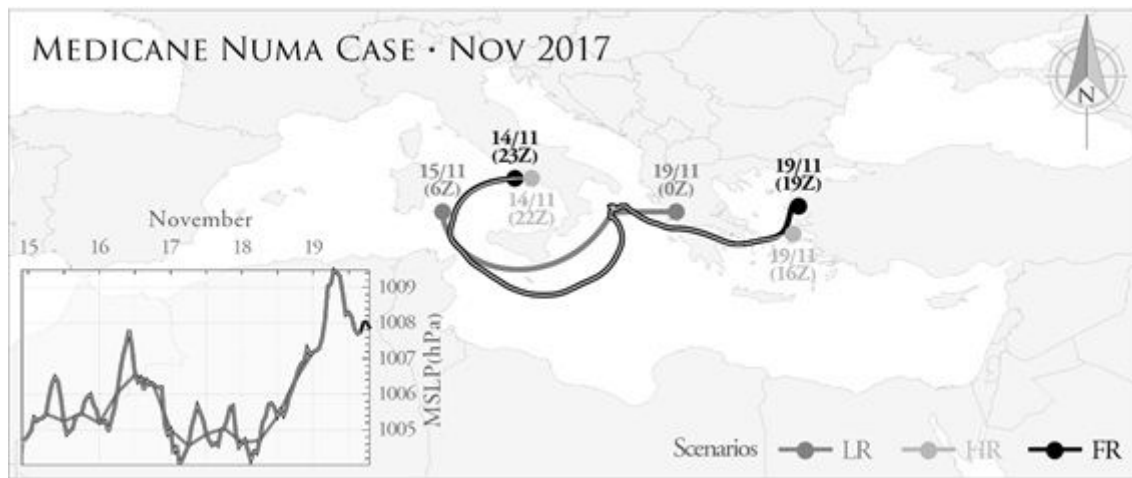 MEDICANE NUMA CASE · NOV 2017
N
14/11
(23Z)
15/11
(6Z)
14/11
(22Z)
19/11
(0Z)
19/11
(19Z)
19/11
(16Z)
November
15 16 17 18 19
1009
1008
1007
1006
1005
MSLP(hPa)
Scenarios LR HR FR